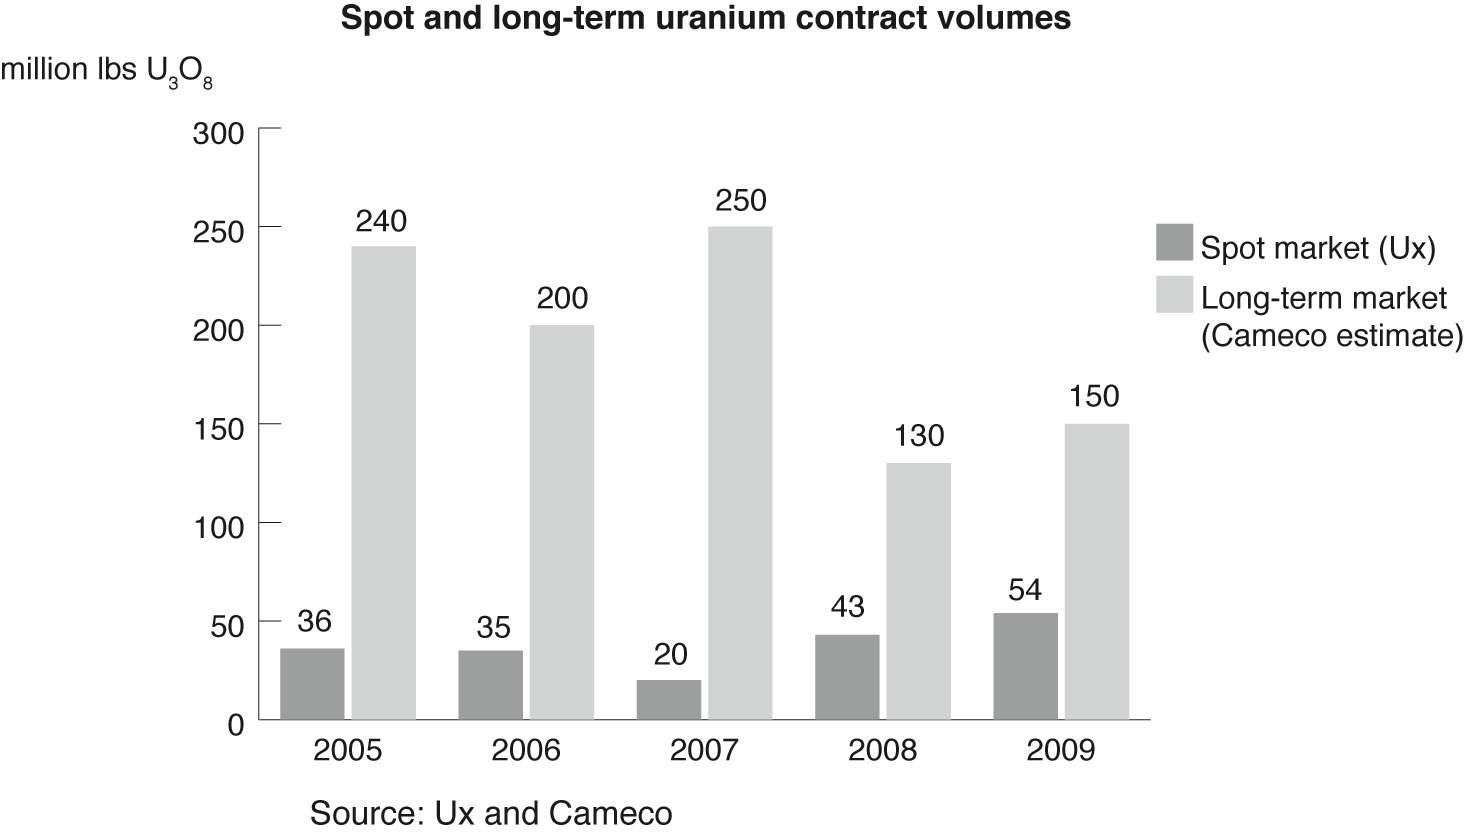 Spot and long-term uranium contract volumes
million lbs U₃O₈
300
250
200
150
100
50
0
240
200
250
130
150
36
35
20
43
54
2005 2006 2007 2008 2009
Spot market (Ux)
Long-term market
(Cameco estimate)
Source: Ux and Cameco